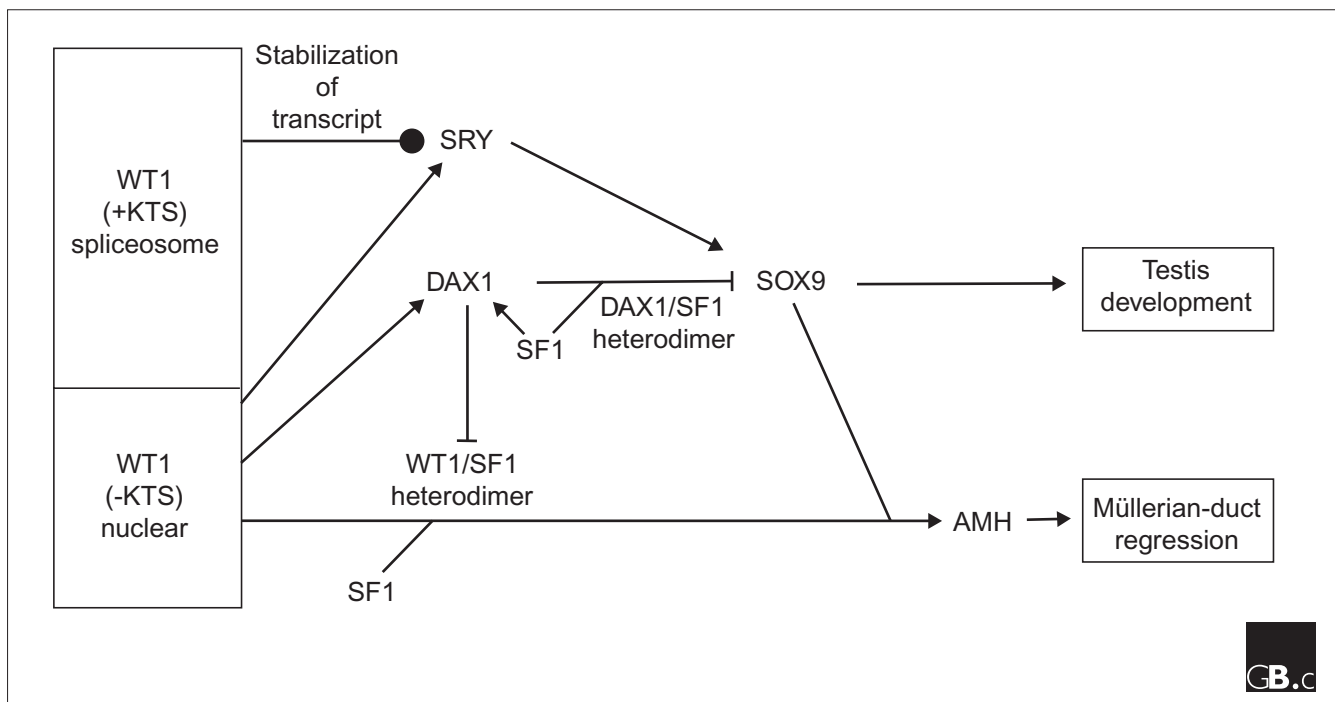 Stabilization
of
transcript
WT1
(+KTS)
spliceosome
SRY
DAX1
SOX9
Testis
development
DAX1/SF1
heterodimer
SF1
WT1
(-KTS)
nuclear
WT1/SF1
heterodimer
AMH
Müllerian-duct
regression
SF1
GB.c